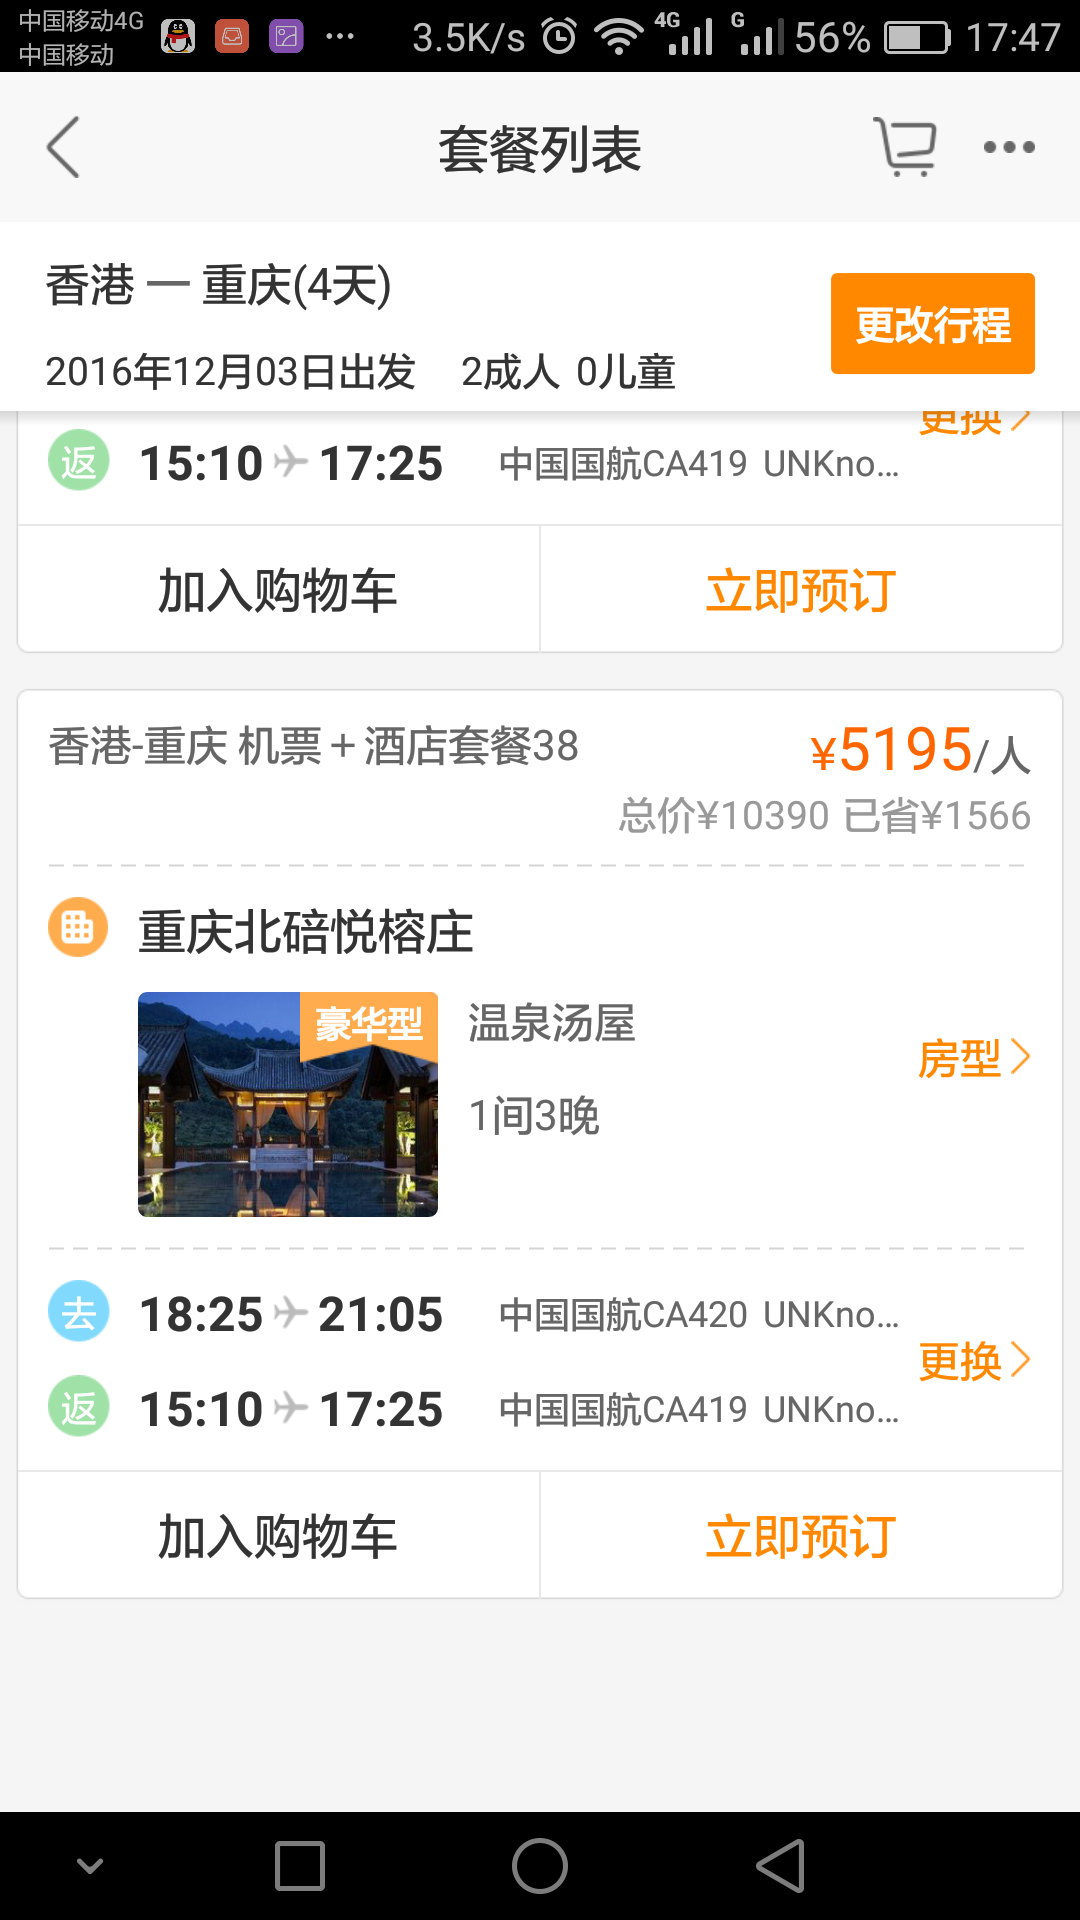 中国移动4G
中国移动
3.5K/s 4G G 56% 17:47
套餐列表
香港 一 重庆(4天)
更改行程
2016年12月03日出发 2成人 0儿童
更换
返 15:10 17:25 中国国航CA419 UNKno...
加入购物车 立即预订
香港-重庆 机票+酒店套餐38
¥5195/人
总价¥10390 已省¥1566
重庆北碚悦榕庄
豪华型
温泉汤屋
房型
1间3晚
去 18:25 21:05 中国国航CA420 UNKno...
更换
返 15:10 17:25 中国国航CA419 UNKno...
加入购物车 立即预订